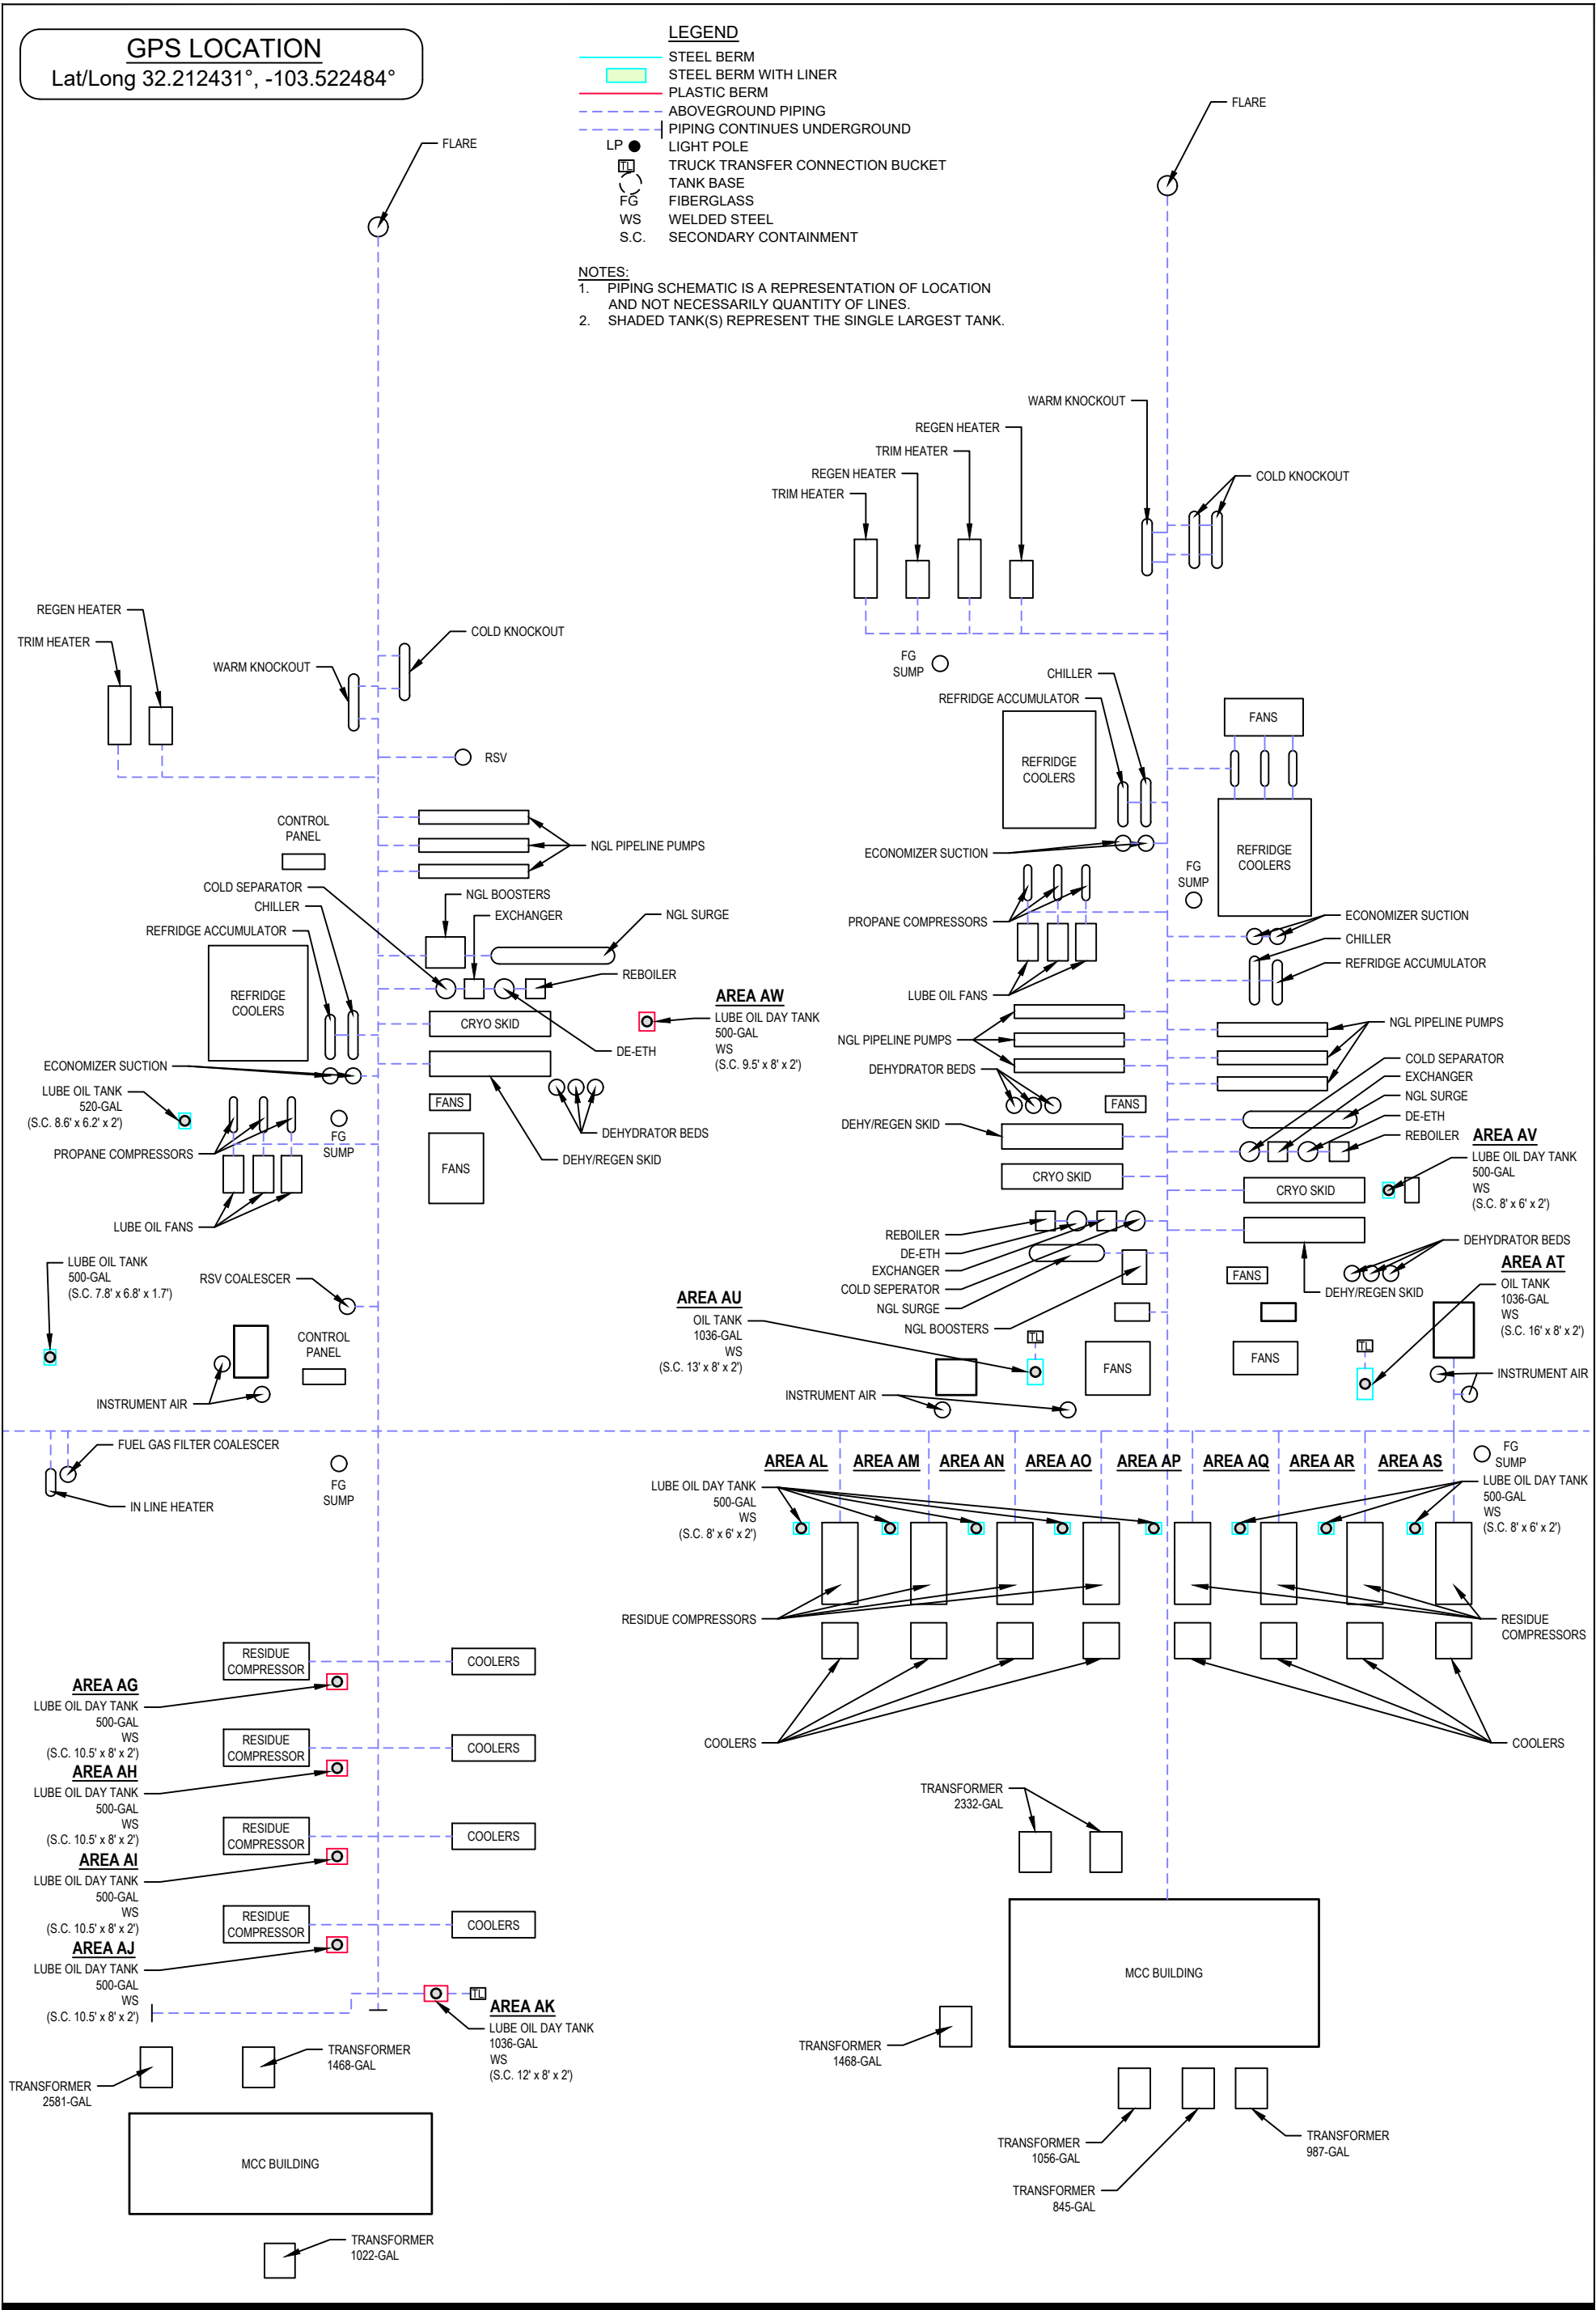 GPS LOCATION
Lat/Long 32.212431°, -103.522484°
LEGEND
STEEL BERM
STEEL BERM WITH LINER
PLASTIC BERM
ABOVEGROUND PIPING
PIPING CONTINUES UNDERGROUND
LP LIGHT POLE
TL TRUCK TRANSFER CONNECTION BUCKET
TANK BASE
FG FIBERGLASS
WS WELDED STEEL
S.C. SECONDARY CONTAINMENT
NOTES:
1. PIPING SCHEMATIC IS A REPRESENTATION OF LOCATION
AND NOT NECESSARILY QUANTITY OF LINES.
2. SHADED TANK(S) REPRESENT THE SINGLE LARGEST TANK.
FLARE
REGEN HEATER
TRIM HEATER
WARM KNOCKOUT
COLD KNOCKOUT
RSV
CONTROL
PANEL
NGL PIPELINE PUMPS
COLD SEPARATOR
CHILLER
REFRIDGE ACCUMULATOR
NGL BOOSTERS
EXCHANGER
NGL SURGE
REBOILER
REFRIDGE
COOLERS
CRYO SKID
DE-ETH
AREA AW
LUBE OIL DAY TANK
500-GAL
WS
(S.C. 9.5' x 8' x 2')
ECONOMIZER SUCTION
LUBE OIL TANK
520-GAL
(S.C. 8.6' x 6.2' x 2')
FANS
FG
SUMP
DEHYDRATOR BEDS
PROPANE COMPRESSORS
DEHY/REGEN SKID
FANS
LUBE OIL FANS
LUBE OIL TANK
500-GAL
(S.C. 7.8' x 6.8' x 1.7')
RSV COALESCER
CONTROL
PANEL
INSTRUMENT AIR
FUEL GAS FILTER COALESCER
IN LINE HEATER
FG
SUMP
RESIDUE
COMPRESSOR
COOLERS
AREA AG
LUBE OIL DAY TANK
500-GAL
WS
(S.C. 10.5' x 8' x 2')
RESIDUE
COMPRESSOR
COOLERS
AREA AH
LUBE OIL DAY TANK
500-GAL
WS
(S.C. 10.5' x 8' x 2')
RESIDUE
COMPRESSOR
COOLERS
AREA AI
LUBE OIL DAY TANK
500-GAL
WS
(S.C. 10.5' x 8' x 2')
RESIDUE
COMPRESSOR
COOLERS
AREA AJ
LUBE OIL DAY TANK
500-GAL
WS
(S.C. 10.5' x 8' x 2')
TL
AREA AK
LUBE OIL DAY TANK
1036-GAL
WS
(S.C. 12' x 8' x 2')
TRANSFORMER
1468-GAL
TRANSFORMER
2581-GAL
MCC BUILDING
TRANSFORMER
1022-GAL
FLARE
WARM KNOCKOUT
REGEN HEATER
TRIM HEATER
REGEN HEATER
TRIM HEATER
COLD KNOCKOUT
FG
SUMP
CHILLER
REFRIDGE ACCUMULATOR
FANS
REFRIDGE
COOLERS
REFRIDGE
COOLERS
ECONOMIZER SUCTION
FG
SUMP
PROPANE COMPRESSORS
ECONOMIZER SUCTION
CHILLER
REFRIDGE ACCUMULATOR
LUBE OIL FANS
NGL PIPELINE PUMPS
NGL PIPELINE PUMPS
DEHYDRATOR BEDS
COLD SEPARATOR
EXCHANGER
NGL SURGE
DE-ETH
REBOILER
FANS
DEHY/REGEN SKID
CRYO SKID
CRYO SKID
AREA AV
LUBE OIL DAY TANK
500-GAL
WS
(S.C. 8' x 6' x 2')
REBOILER
DE-ETH
EXCHANGER
COLD SEPERATOR
NGL SURGE
NGL BOOSTERS
DEHYDRATOR BEDS
FANS
DEHY/REGEN SKID
AREA AT
OIL TANK
1036-GAL
WS
(S.C. 16' x 8' x 2')
AREA AU
OIL TANK
1036-GAL
WS
(S.C. 13' x 8' x 2')
TL
FANS
FANS
TL
INSTRUMENT AIR
INSTRUMENT AIR
AREA AL AREA AM AREA AN AREA AO AREA AP AREA AQ AREA AR AREA AS
FG
SUMP
LUBE OIL DAY TANK
500-GAL
WS
(S.C. 8' x 6' x 2')
LUBE OIL DAY TANK
500-GAL
WS
(S.C. 8' x 6' x 2')
RESIDUE COMPRESSORS
RESIDUE
COMPRESSORS
COOLERS
COOLERS
TRANSFORMER
2332-GAL
MCC BUILDING
TRANSFORMER
1468-GAL
TRANSFORMER
1056-GAL
TRANSFORMER
845-GAL
TRANSFORMER
987-GAL